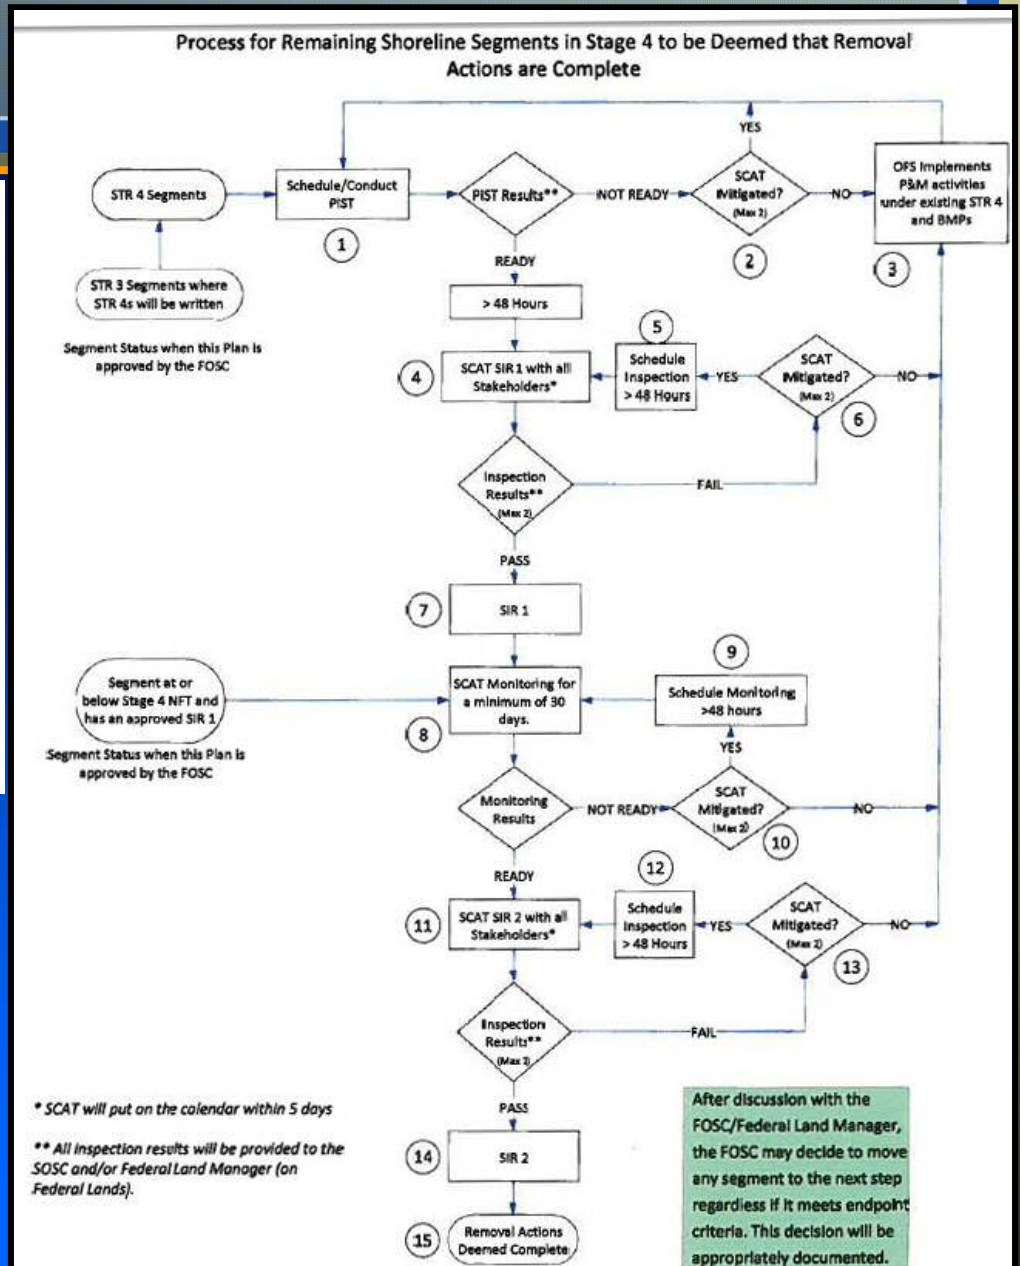 Process for Remaining Shoreline Segments in Stage 4 to be Deemed that Removal
Actions are Complete
YES
STR 4 Segments
Schedule/Conduct
PIST
PIST Results**
NOT READY
SCAT
Mitigated?
(Max 2)
NO
OFS Implements
P&M activities
under existing STR 4
and BMPs
1
2
3
STR 3 Segments where
STR 4s will be written
Segment Status when this Plan is
approved by the FOSC
READY
> 48 Hours
4
SCAT SIR 1 with all
Stakeholders*
5
Schedule
Inspection
> 48 Hours
YES
SCAT
Mitigated?
(Max 2)
NO
6
Inspection
Results**
(Max 2)
FAIL
PASS
7
SIR 1
Segment at or
below Stage 4 NFT and
has an approved SIR 1
Segment Status when this Plan is
approved by the FOSC
SCAT Monitoring for
a minimum of 30
days.
8
9
Schedule Monitoring
>48 hours
YES
Monitoring
Results
NOT READY
SCAT
Mitigated?
(Max 2)
NO
10
READY
11
SCAT SIR 2 with all
Stakeholders*
12
Schedule
Inspection
> 48 Hours
YES
SCAT
Mitigated?
(Max 2)
NO
13
Inspection
Results**
(Max 2)
FAIL
PASS
14
SIR 2
15
Removal Actions
Deemed Complete
* SCAT will put on the calendar within 5 days
** All inspection results will be provided to the
SOSC and/or Federal Land Manager (on
Federal Lands).
After discussion with the
FOSC/Federal Land Manager,
the FOSC may decide to move
any segment to the next step
regardless if it meets endpoint
criteria. This decision will be
appropriately documented.